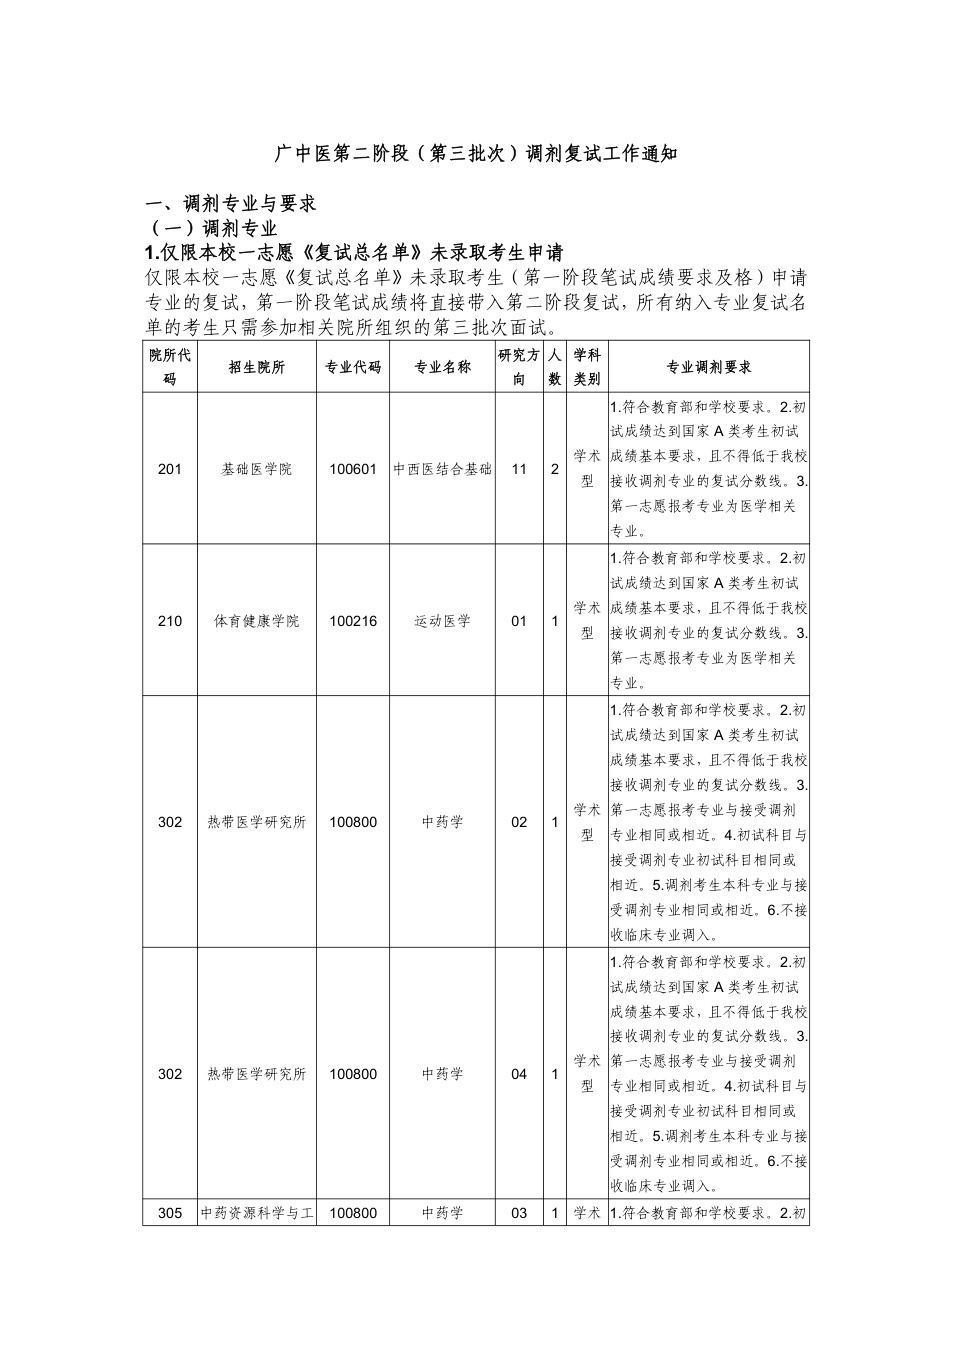 广中医第二阶段（第三批次）调剂复试工作通知
一、调剂专业与要求
（一）调剂专业
1.仅限本校一志愿《复试总名单》未录取考生申请
仅限本校一志愿《复试总名单》未录取考生（第一阶段笔试成绩要求及格）申请
专业的复试，第一阶段笔试成绩将直接带入第二阶段复试，所有纳入专业复试名
单的考生只需参加相关院所组织的第三批次面试。
院所代
码
招生院所
专业代码
专业名称
研究方
向
人
数
学科
类别
专业调剂要求
201
基础医学院
100601
中西医结合基础
11
2
学术
型
1.符合教育部和学校要求。2.初
试成绩达到国家 A 类考生初试
成绩基本要求，且不得低于我校
接收调剂专业的复试分数线。3.
第一志愿报考专业为医学相关
专业。
210
体育健康学院
100216
运动医学
01
1
学术
型
1.符合教育部和学校要求。2.初
试成绩达到国家 A 类考生初试
成绩基本要求，且不得低于我校
接收调剂专业的复试分数线。3.
第一志愿报考专业为医学相关
专业。
302
热带医学研究所
100800
中药学
02
1
学术
型
1.符合教育部和学校要求。2.初
试成绩达到国家 A 类考生初试
成绩基本要求，且不得低于我校
接收调剂专业的复试分数线。3.
第一志愿报考专业与接受调剂
专业相同或相近。4.初试科目与
接受调剂专业初试科目相同或
相近。5.调剂考生本科专业与接
受调剂专业相同或相近。6.不接
收临床专业调入。
302
热带医学研究所
100800
中药学
04
1
学术
型
1.符合教育部和学校要求。2.初
试成绩达到国家 A 类考生初试
成绩基本要求，且不得低于我校
接收调剂专业的复试分数线。3.
第一志愿报考专业与接受调剂
专业相同或相近。4.初试科目与
接受调剂专业初试科目相同或
相近。5.调剂考生本科专业与接
受调剂专业相同或相近。6.不接
收临床专业调入。
305
中药资源科学与工
100800
中药学
03
1
学术
1.符合教育部和学校要求。2.初